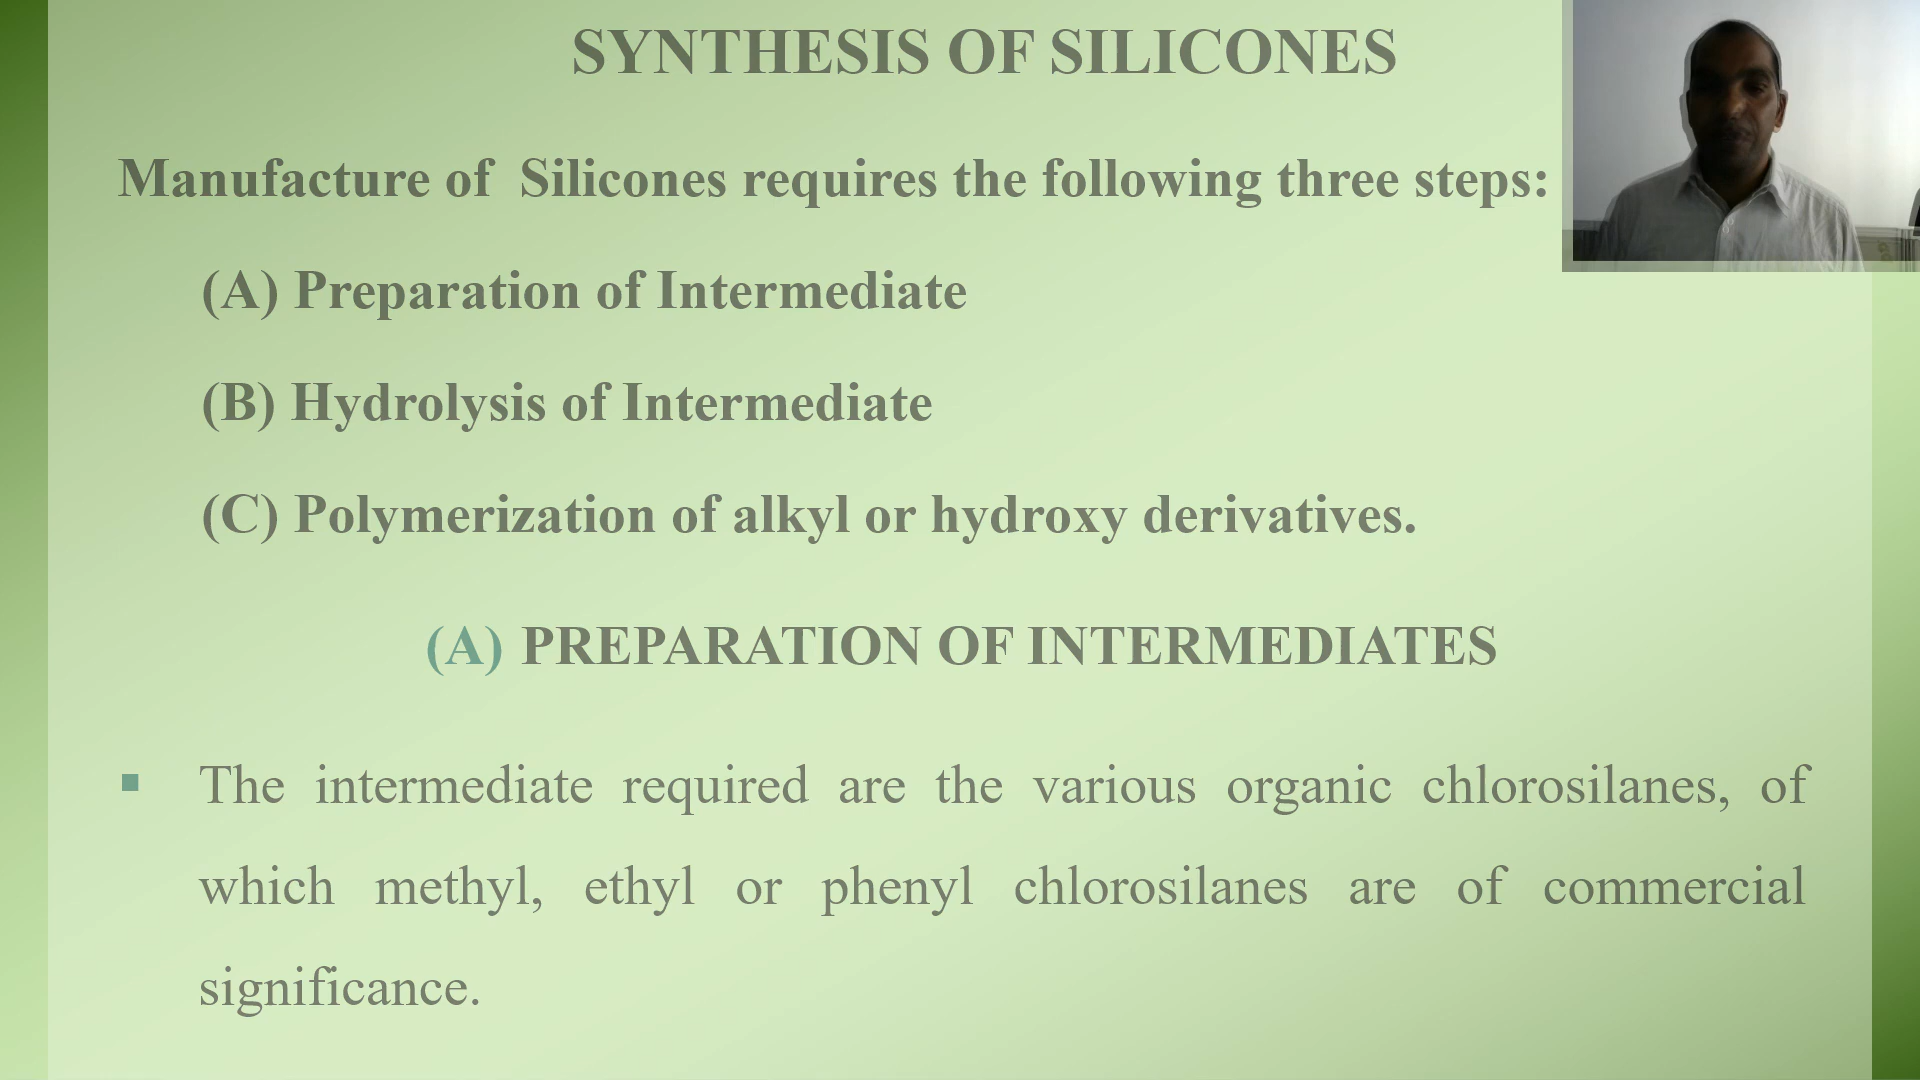 SYNTHESIS OF SILICONES
Manufacture of Silicones requires the following three steps:
(A) Preparation of Intermediate
(B) Hydrolysis of Intermediate
(C) Polymerization of alkyl or hydroxy derivatives.
(A) PREPARATION OF INTERMEDIATES
▪ The intermediate required are the various organic chlorosilanes, of
which methyl, ethyl or phenyl chlorosilanes are of commercial
significance.